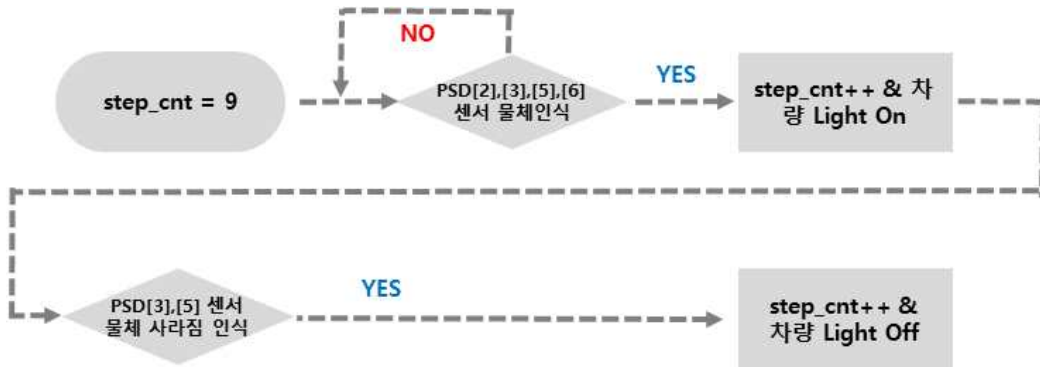 NO
step_cnt = 9
PSD[2],[3],[5],[6]
센서 물체인식
YES
step_cnt++ & 차
량 Light On
PSD[3],[5] 센서
물체 사라짐 인식
YES
step_cnt++ &
차량 Light Off